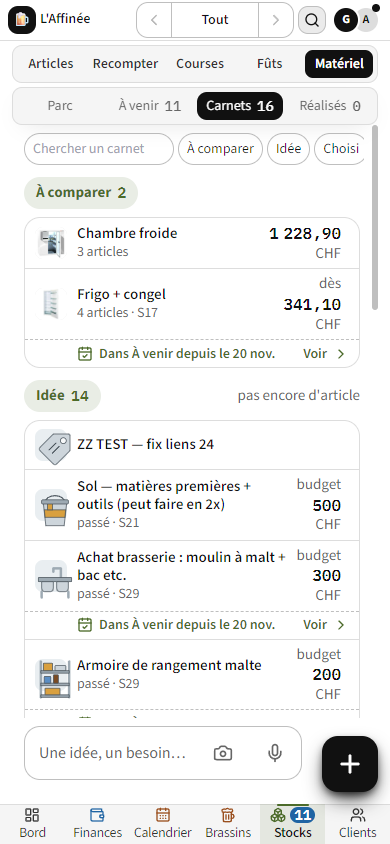 L'Affinée
Tout
G
A
Articles Recompter Courses Fûts Matériel
Parc À venir 11 Carnets 16 Réalisés 0
Chercher un carnet À comparer Idée Choisi
À comparer 2
Chambre froide 1 228,90
3 articles CHF
dès
Frigo + congel 341,10
4 articles · S17 CHF
Dans À venir depuis le 20 nov. Voir
Idée 14 pas encore d'article
ZZ TEST — fix liens 24
Sol — matières premières + budget
outils (peut faire en 2x) 500
passé · S21 CHF
Achat brasserie : moulin à malt + budget
bac etc. 300
passé · S29 CHF
Dans À venir depuis le 20 nov. Voir
budget
Armoire de rangement malte 200
passé · S29 CHF
Une idée, un besoin…
11
Bord Finances Calendrier Brassins Stocks Clients